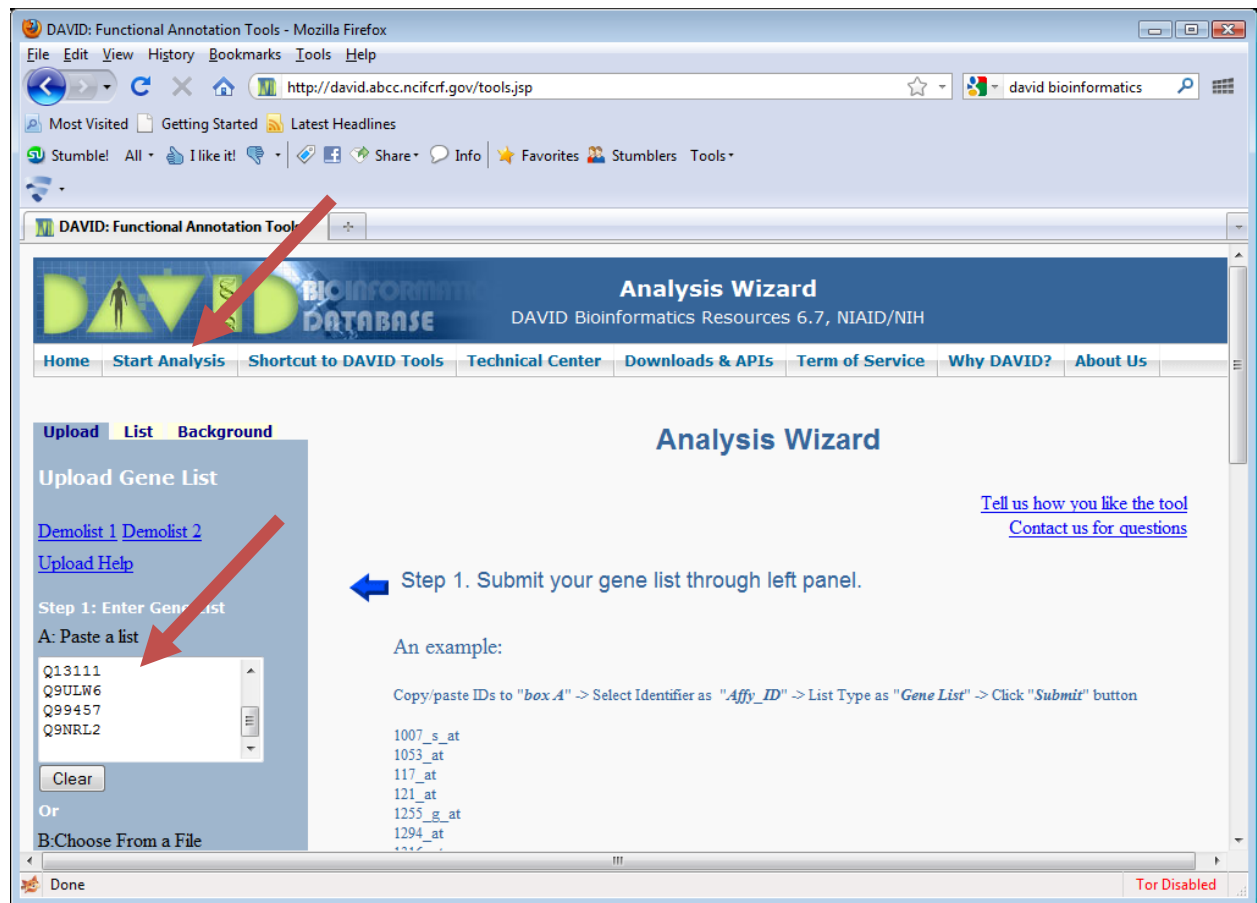 DAVID: Functional Annotation Tools - Mozilla Firefox
File Edit View History Bookmarks Tools Help
http://david.abcc.ncifcrf.gov/tools.jsp
david bioinformatics
Most Visited Getting Started Latest Headlines
Stumble! All I like it! Share Info Favorites Stumblers Tools
DAVID: Functional Annotation Tools
DAVID BIOINFORMATICS DATABASE
Analysis Wizard
DAVID Bioinformatics Resources 6.7, NIAID/NIH
Home Start Analysis Shortcut to DAVID Tools Technical Center Downloads & APIs Term of Service Why DAVID? About Us
Upload List Background
Analysis Wizard
Upload Gene List
Tell us how you like the tool
Contact us for questions
Demolist 1 Demolist 2
Upload Help
Step 1. Submit your gene list through left panel.
Step 1: Enter Gene List
A: Paste a list
Q13111
Q9ULW6
Q99457
Q9NRL2
Clear
Or
B:Choose From a File
An example:
Copy/paste IDs to "box A" -> Select Identifier as "Affy_ID" -> List Type as "Gene List" -> Click "Submit" button
1007_s_at
1053_at
117_at
121_at
1255_g_at
1294_at
Done
Tor Disabled